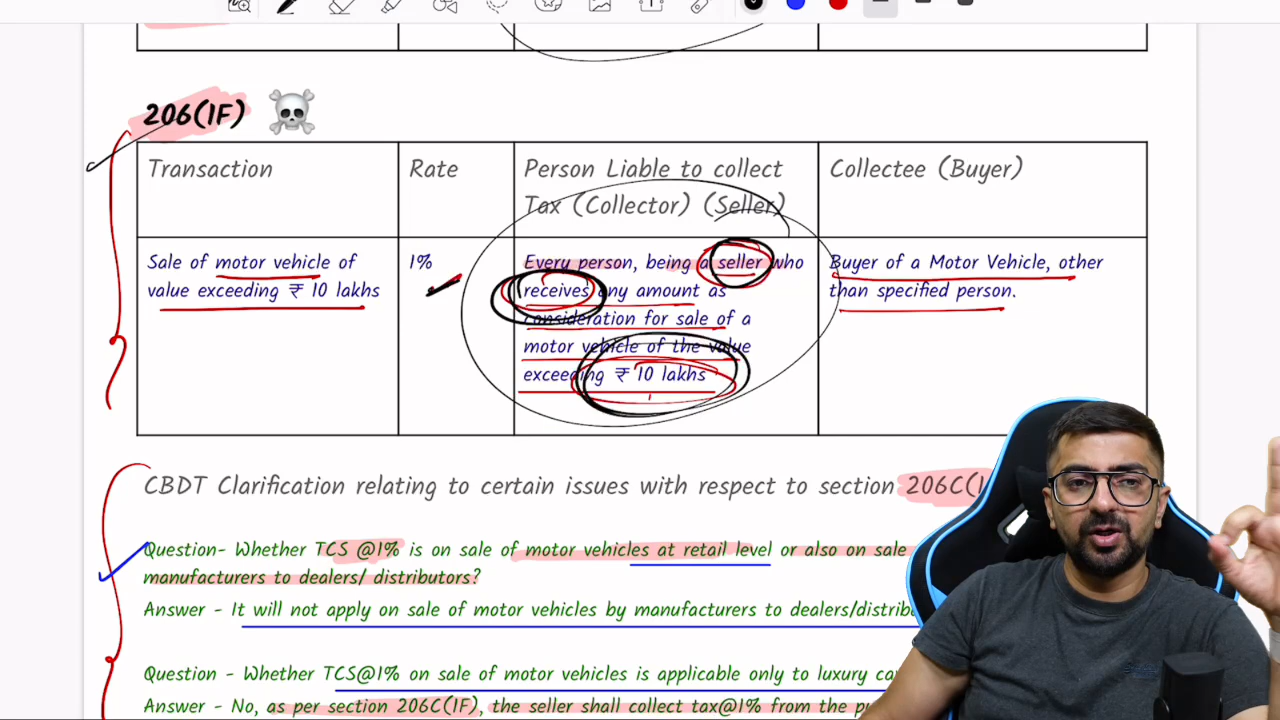 206(1F) ☠️
Transaction
Rate
Person Liable to collect
Tax (Collector) (Seller)
Collectee (Buyer)
Sale of motor vehicle of
value exceeding ₹ 10 lakhs
1%
Every person, being a seller who
receives any amount as
consideration for sale of a
motor vehicle of the value
exceeding ₹ 10 lakhs
Buyer of a Motor Vehicle, other
than specified person.
CBDT Clarification relating to certain issues with respect to section 206C(1
Question- Whether TCS @1% is on sale of motor vehicles at retail level or also on sale
manufacturers to dealers/ distributors?
Answer - It will not apply on sale of motor vehicles by manufacturers to dealers/distrib
Question - Whether TCS@1% on sale of motor vehicles is applicable only to luxury
Answer - No, as per section 206C(1F), the seller shall collect tax@1% from the